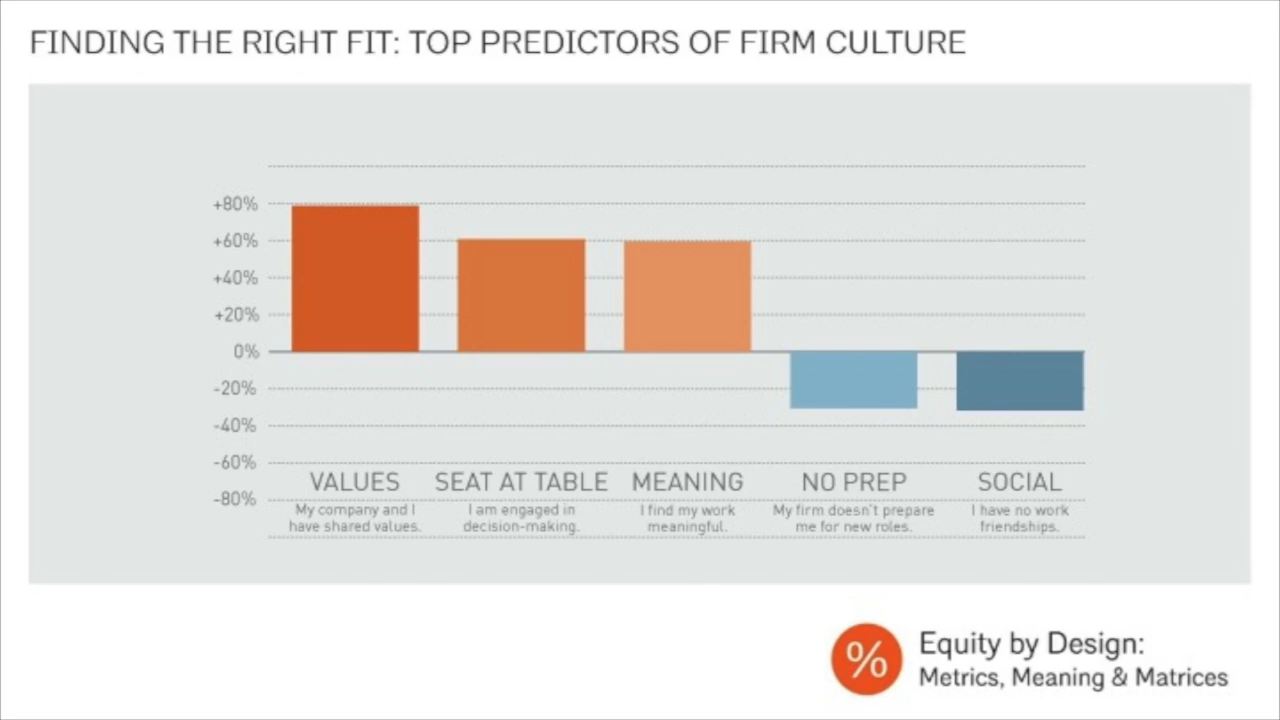 FINDING THE RIGHT FIT: TOP PREDICTORS OF FIRM CULTURE
+80%
+60%
+40%
+20%
0%
-20%
-40%
-60%
-80%
VALUES
My company and I
have shared values.
SEAT AT TABLE
I am engaged in
decision-making.
MEANING
I find my work
meaningful.
NO PREP
My firm doesn't prepare
me for new roles.
SOCIAL
I have no work
friendships.
%
Equity by Design:
Metrics, Meaning & Matrices